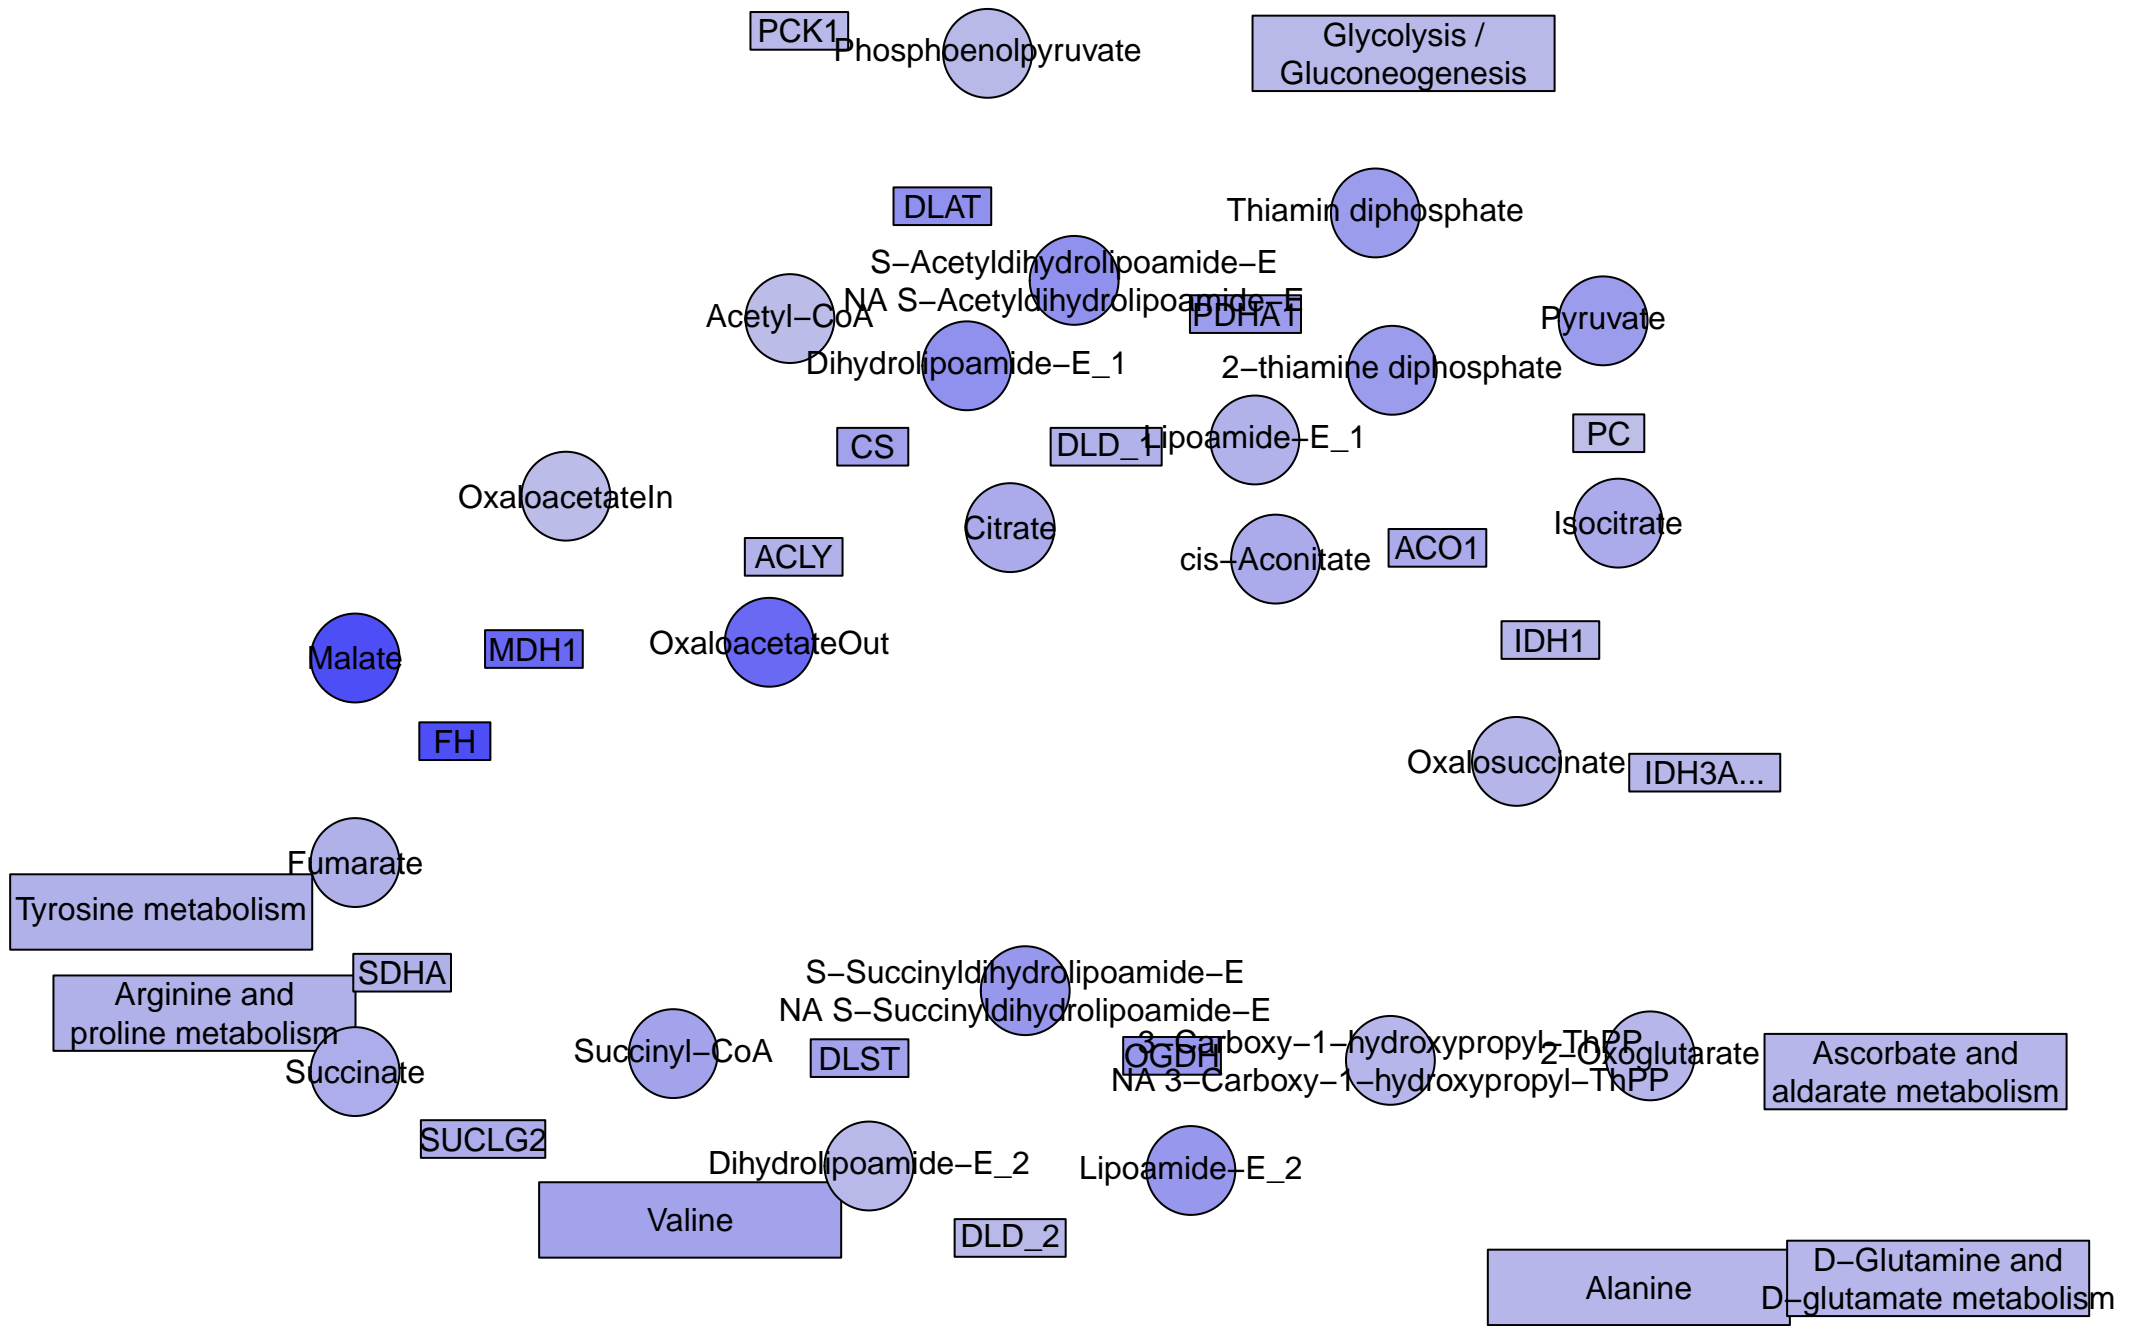 PCK1
Phosphoenolpyruvate
Glycolysis /
Gluconeogenesis
DLAT
Thiamin diphosphate
S−Acetyldihydrolipoamide−E
NA S−Acetyldihydrolipoamide−E
PDHA1
Acetyl−CoA
Pyruvate
Dihydrolipoamide−E_1
2−thiamine diphosphate
CS
DLD_1
Lipoamide−E_1
PC
OxaloacetateIn
Citrate
Isocitrate
ACLY
cis−Aconitate
ACO1
Malate
MDH1
OxaloacetateOut
IDH1
FH
Oxalosuccinate
IDH3A...
Fumarate
Tyrosine metabolism
SDHA
Arginine and
proline metabolism
Succinate
S−Succinyldihydrolipoamide−E
NA S−Succinyldihydrolipoamide−E
Succinyl−CoA
DLST
OGDH
3−Carboxy−1−hydroxypropyl−ThPP
NA 3−Carboxy−1−hydroxypropyl−ThPP
2−Oxoglutarate
Ascorbate and
aldarate metabolism
SUCLG2
Dihydrolipoamide−E_2
Lipoamide−E_2
Valine
DLD_2
Alanine
D−Glutamine and
D−glutamate metabolism